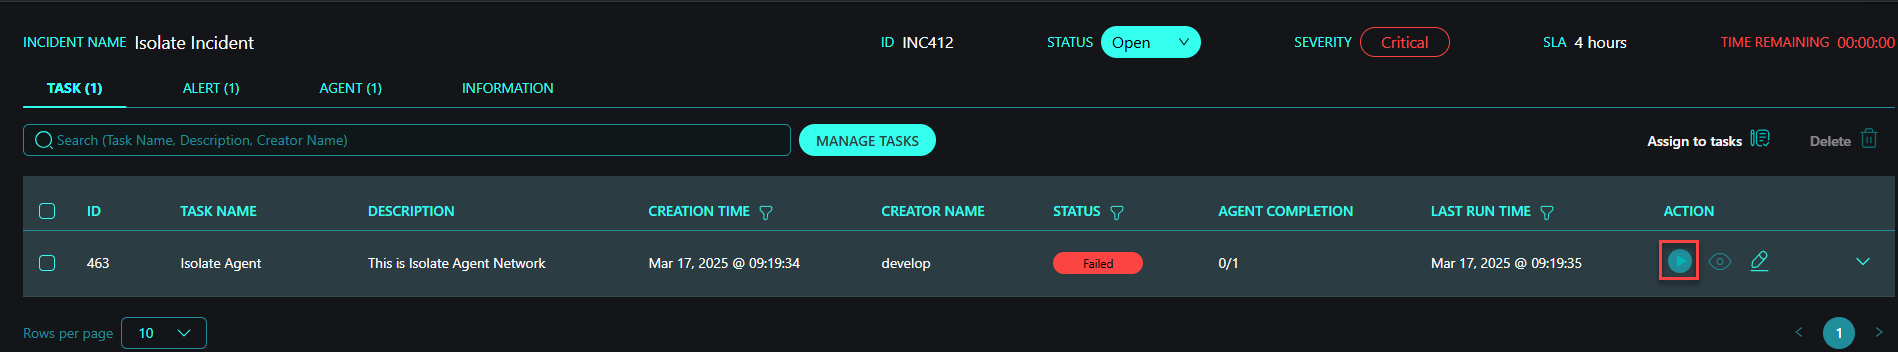 INCIDENT NAME Isolate Incident ID INC412 STATUS Open SEVERITY Critical SLA 4 hours TIME REMAINING 00:00:00
TASK (1) ALERT (1) AGENT (1) INFORMATION
Search (Task Name, Description, Creator Name) MANAGE TASKS Assign to tasks Delete
ID TASK NAME DESCRIPTION CREATION TIME CREATOR NAME STATUS AGENT COMPLETION LAST RUN TIME ACTION
463 Isolate Agent This is Isolate Agent Network Mar 17, 2025 @ 09:19:34 develop Failed 0/1 Mar 17, 2025 @ 09:19:35
Rows per page 10 1